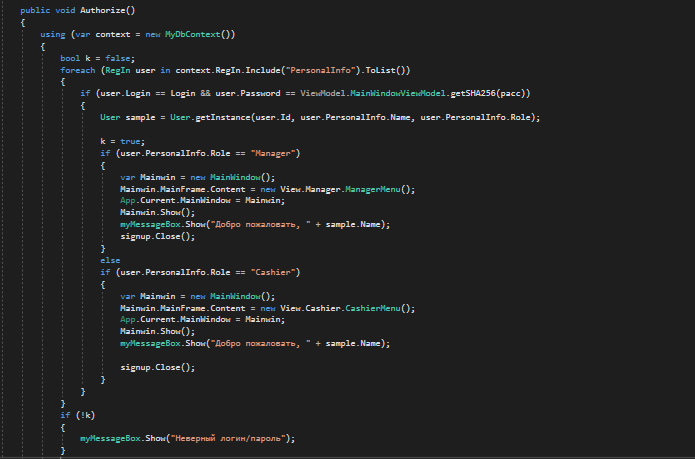 public void Authorize()
{
using (var context = new MyDbContext())
{
bool k = false;
foreach (RegIn user in context.RegIn.Include("PersonalInfo").ToList())
{
if (user.Login == Login && user.Password == ViewModel.MainWindowViewModel.getSHA256(pacc))
{
User sample = User.getInstance(user.Id, user.PersonalInfo.Name, user.PersonalInfo.Role);
k = true;
if (user.PersonalInfo.Role == "Manager")
{
var Mainwin = new MainWindow();
Mainwin.MainFrame.Content = new View.Manager.ManagerMenu();
App.Current.MainWindow = Mainwin;
Mainwin.Show();
myMessageBox.Show("Добро пожаловать, " + sample.Name);
signup.Close();
}
else
if (user.PersonalInfo.Role == "Cashier")
{
var Mainwin = new MainWindow();
Mainwin.MainFrame.Content = new View.Cashier.CashierMenu();
App.Current.MainWindow = Mainwin;
Mainwin.Show();
myMessageBox.Show("Добро пожаловать, " + sample.Name);
signup.Close();
}
}
}
if (!k)
{
myMessageBox.Show("Неверный логин/пароль");
}